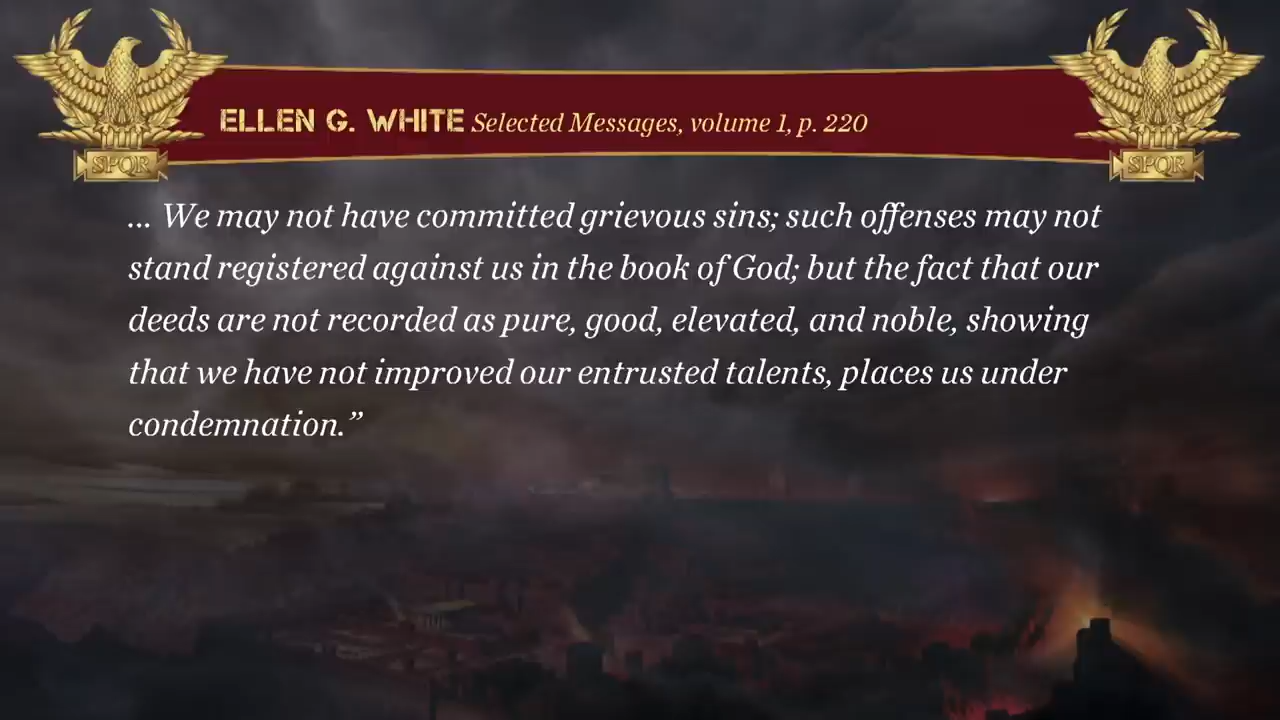 ELLEN G. WHITE Selected Messages, volume 1, p. 220
SPQR
SPQR
... We may not have committed grievous sins; such offenses may not
stand registered against us in the book of God; but the fact that our
deeds are not recorded as pure, good, elevated, and noble, showing
that we have not improved our entrusted talents, places us under
condemnation.”